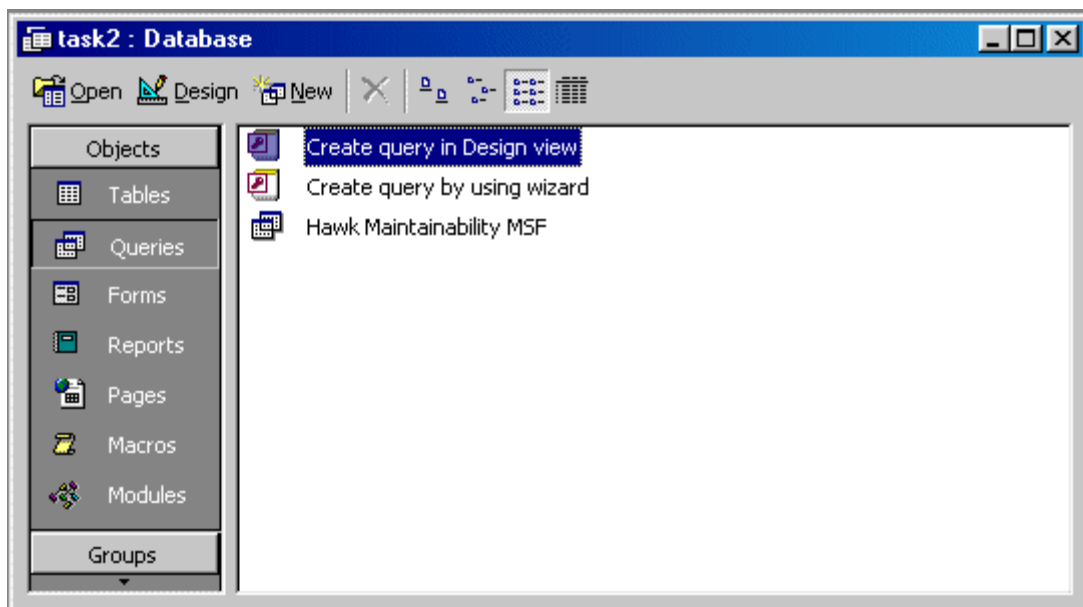 task2 : Database
Open Design New
Objects
Tables
Queries
Forms
Reports
Pages
Macros
Modules
Groups
Create query in Design view
Create query by using wizard
Hawk Maintainability MSF